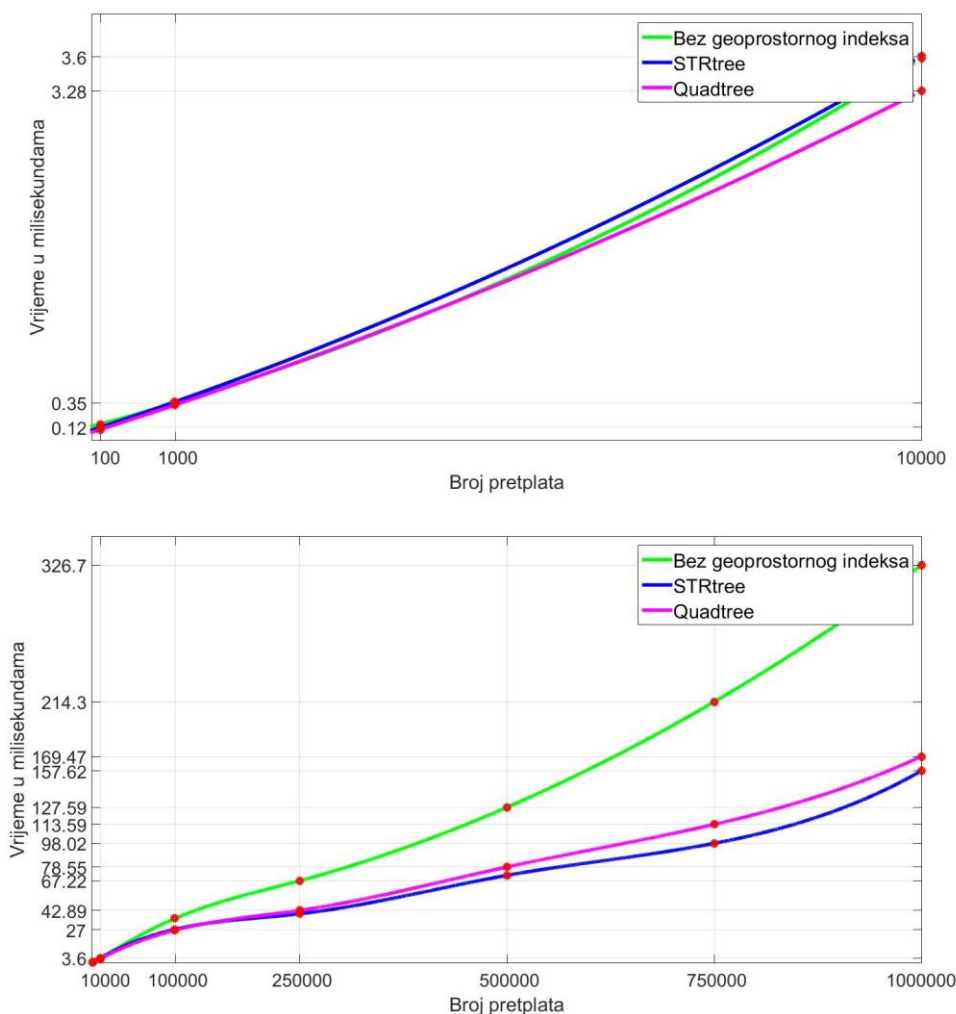 Bez geoprostornog indeksa
STRtree
Quadtree
3.6
3.28
0.35
0.12
Vrijeme u milisekundama
100 1000 10000
Broj pretplata
Bez geoprostornog indeksa
STRtree
Quadtree
326.7
214.3
169.47
157.62
127.59
113.59
98.02
78.55
67.22
42.89
27
3.6
Vrijeme u milisekundama
10000 100000 250000 500000 750000 1000000
Broj pretplata